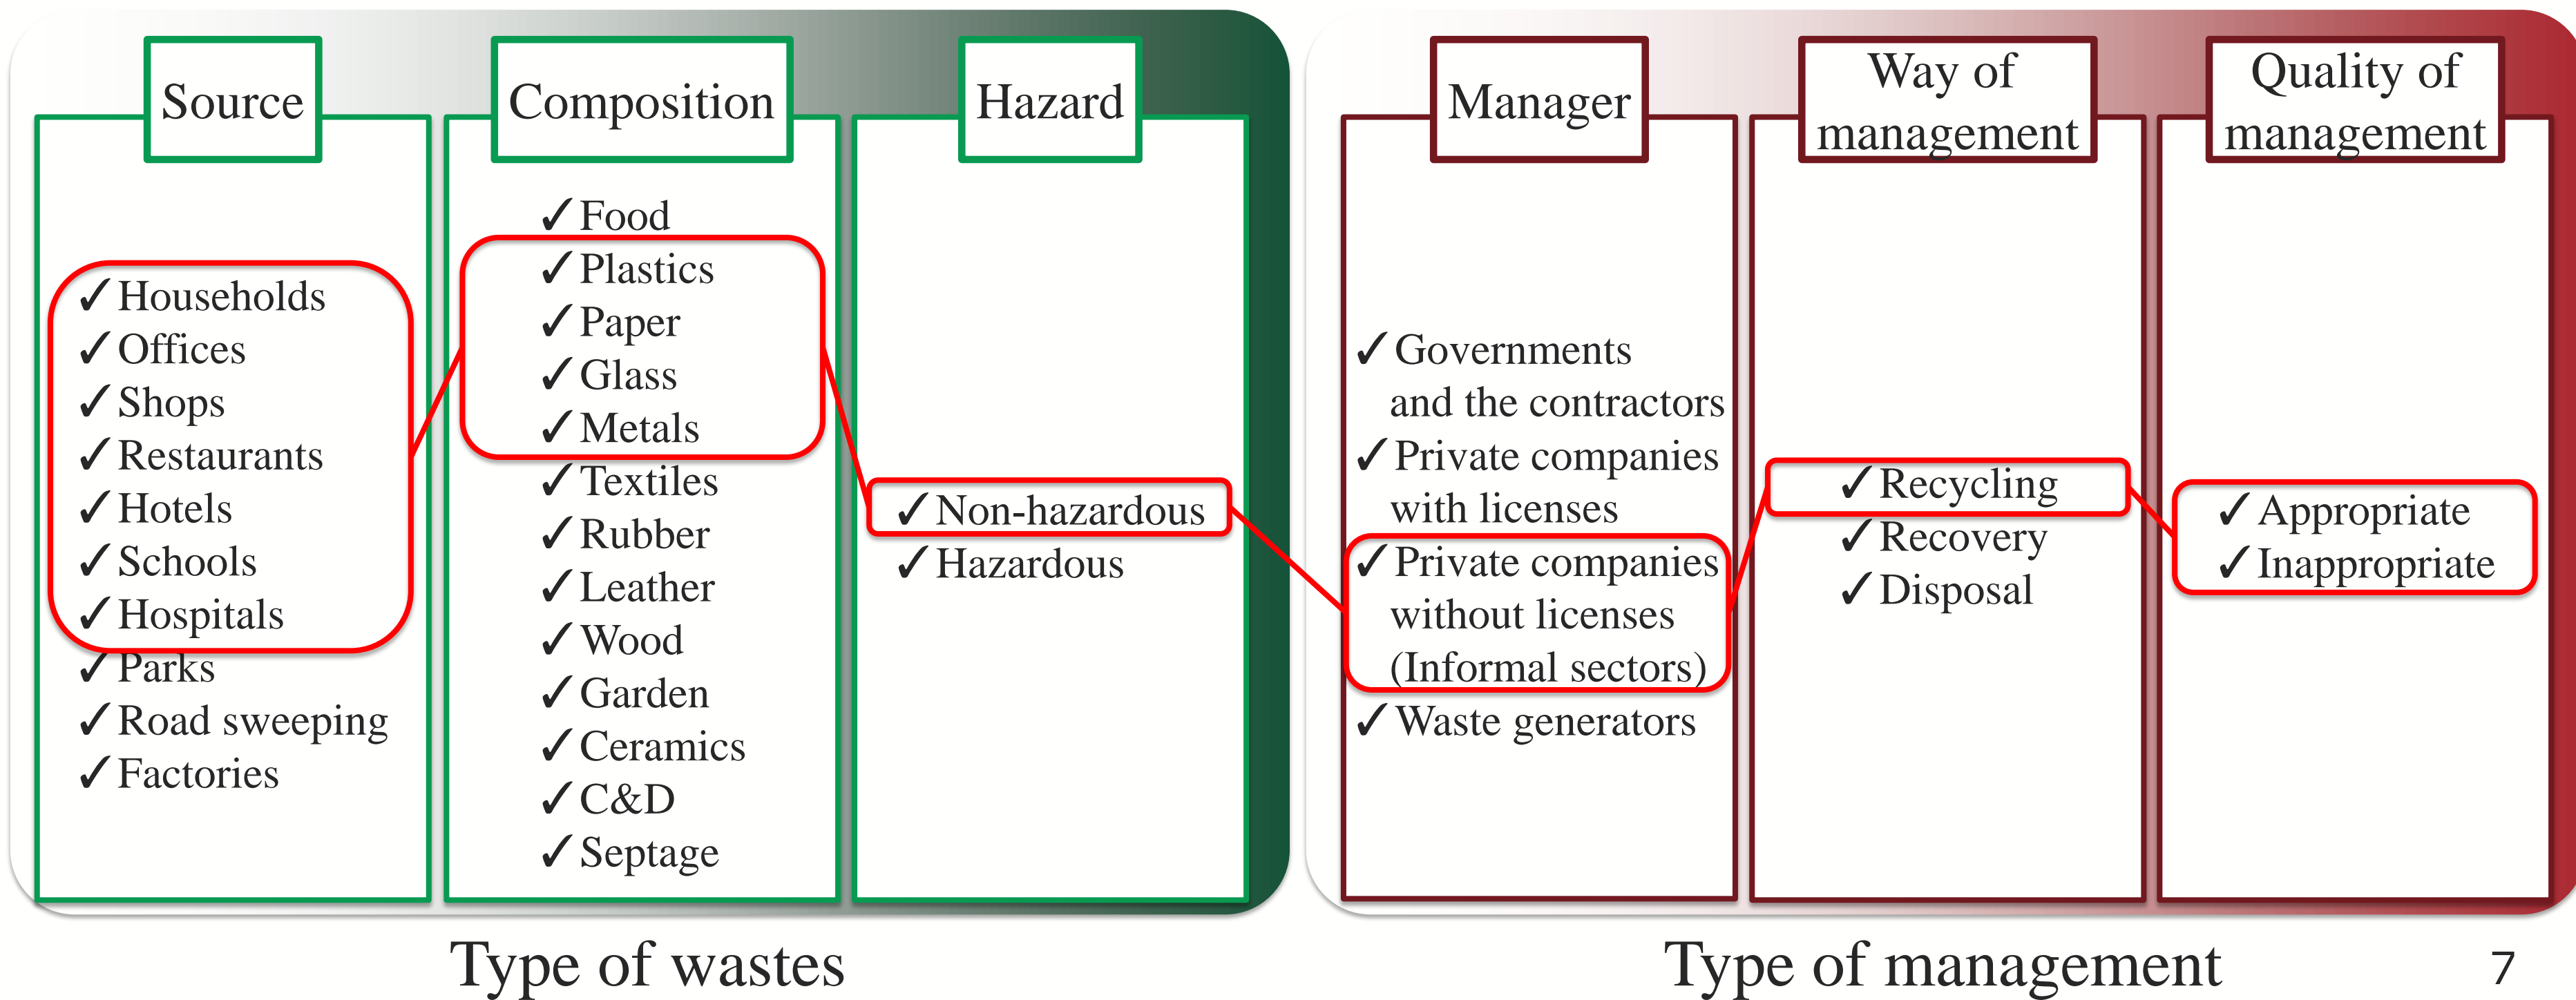 Source
✓Households
✓Offices
✓Shops
✓Restaurants
✓Hotels
✓Schools
✓Hospitals
✓Parks
✓Road sweeping
✓Factories
Composition
✓Food
✓Plastics
✓Paper
✓Glass
✓Metals
✓Textiles
✓Rubber
✓Leather
✓Wood
✓Garden
✓Ceramics
✓C&D
✓Septage
Hazard
✓Non-hazardous
✓Hazardous
Type of wastes
Manager
✓Governments
and the contractors
✓Private companies
with licenses
✓Private companies
without licenses
(Informal sectors)
✓Waste generators
Way of
management
✓Recycling
✓Recovery
✓Disposal
Quality of
management
✓Appropriate
✓Inappropriate
Type of management
7